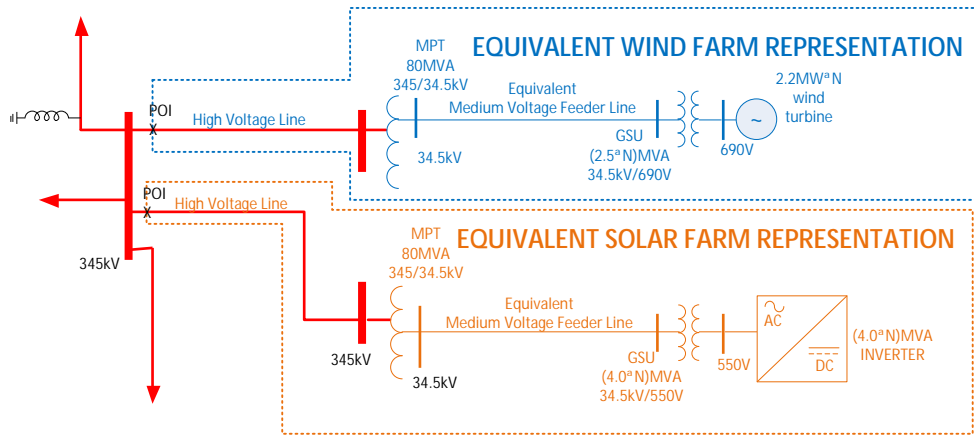 EQUIVALENT WIND FARM REPRESENTATION
MPT
80MVA
345/34.5kV
2.2MWªN
wind
turbine
Equivalent
Medium Voltage Feeder Line
POI
High Voltage Line
~
34.5kV
GSU
(2.5ªN)MVA
34.5kV/690V
690V
POI
High Voltage Line
345kV
EQUIVALENT SOLAR FARM REPRESENTATION
MPT
80MVA
345/34.5kV
Equivalent
Medium Voltage Feeder Line
AC
DC
(4.0ªN)MVA
INVERTER
345kV
34.5kV
GSU
(4.0ªN)MVA
34.5kV/550V
550V